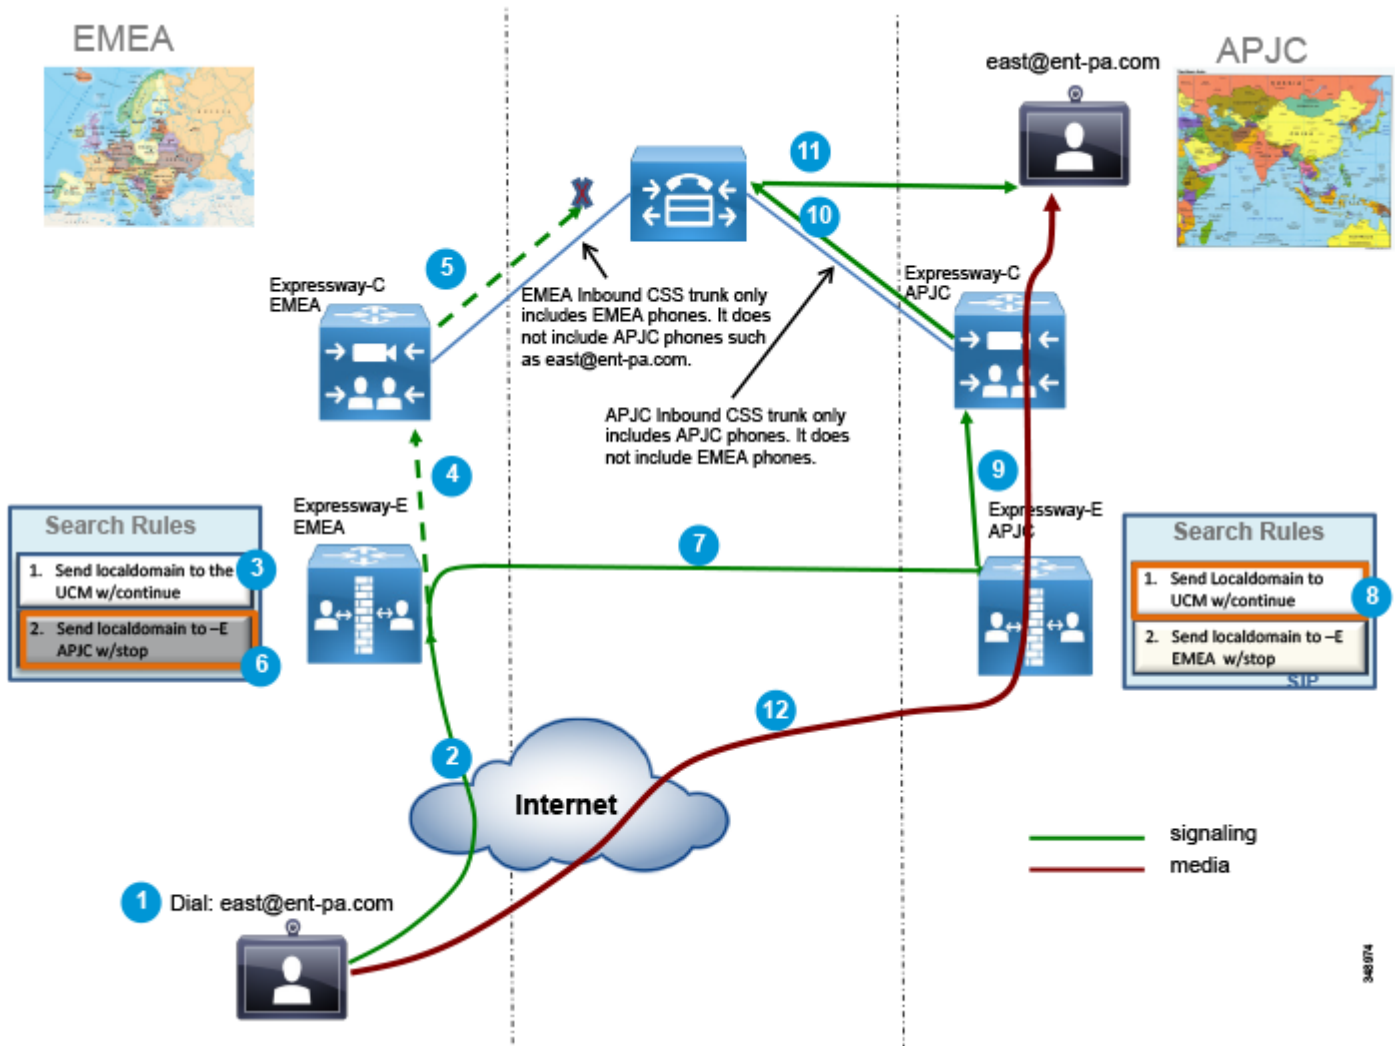 EMEA
APJC
east@ent-pa.com
11
10
5
Expressway-C
EMEA
Expressway-C
APJC
EMEA Inbound CSS trunk only
includes EMEA phones. It does
not include APJC phones such
as east@ent-pa.com.
APJC Inbound CSS trunk only
includes APJC phones. It does
not include EMEA phones.
4
9
Expressway-E
EMEA
Expressway-E
APJC
Search Rules
1. Send localdomain to the
UCM w/continue
3
2. Send localdomain to –E
APJC w/stop
6
7
Search Rules
1. Send Localdomain to
UCM w/continue
8
2. Send localdomain to –E
EMEA w/stop
SIP
12
2
Internet
signaling
media
1 Dial: east@ent-pa.com
348974